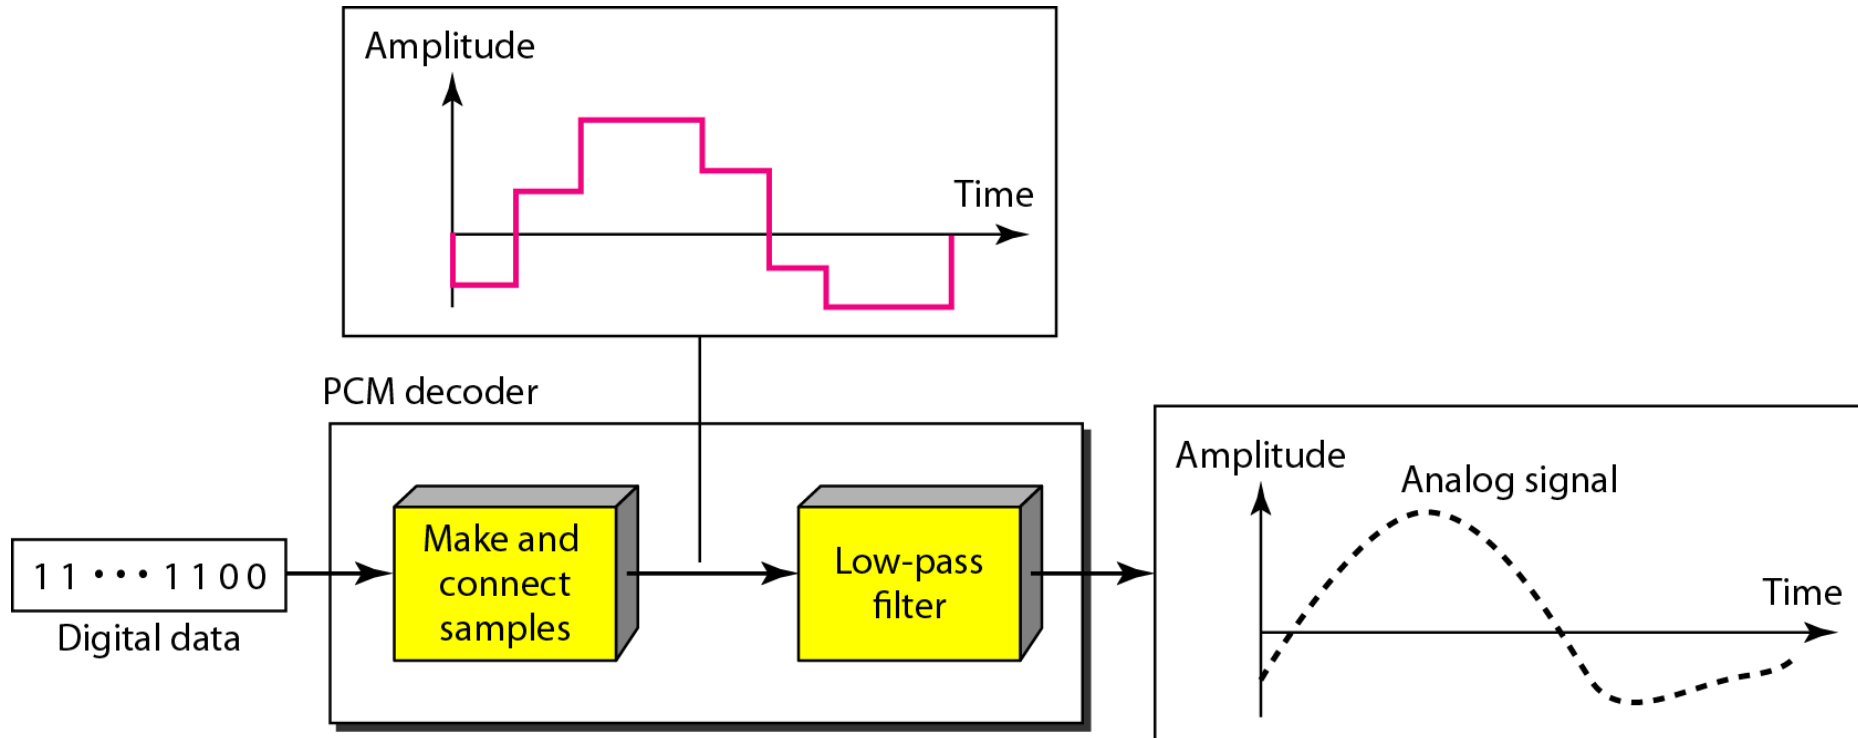 Amplitude
Time
PCM decoder
Amplitude
Analog signal
Make and
connect
samples
Low-pass
filter
11···1100
Digital data
Time